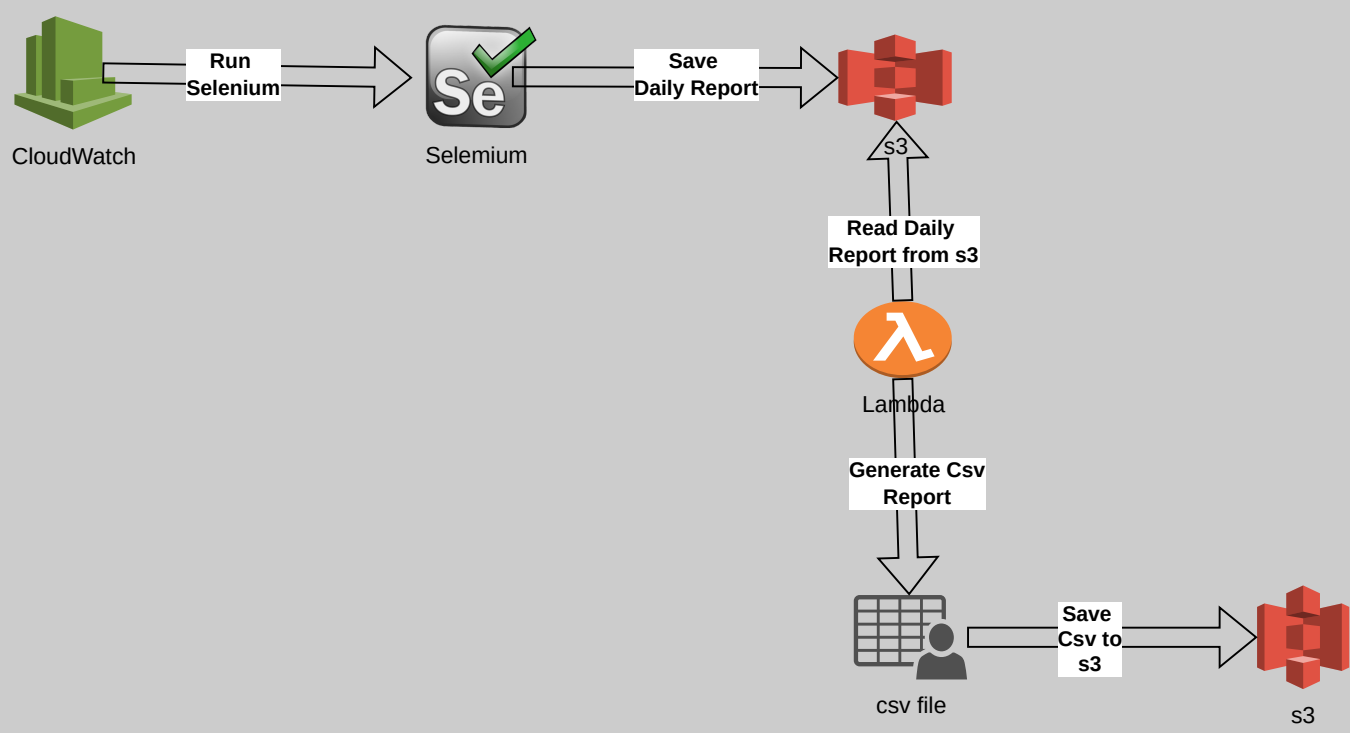 Run
Selenium
Se
Save
Daily Report
CloudWatch
Selemium
s3
Read Daily
Report from s3
λ
Lambda
Generate Csv
Report
Save
Csv to
s3
csv file
s3